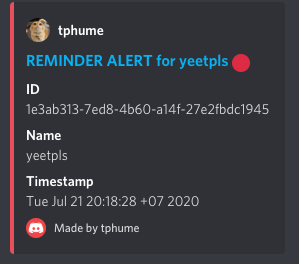 tphume
REMINDER ALERT for yeetpls
ID
1e3ab313-7ed8-4b60-a14f-27e2fbdc1945
Name
yeetpls
Timestamp
Tue Jul 21 20:18:28 +07 2020
Made by tphume